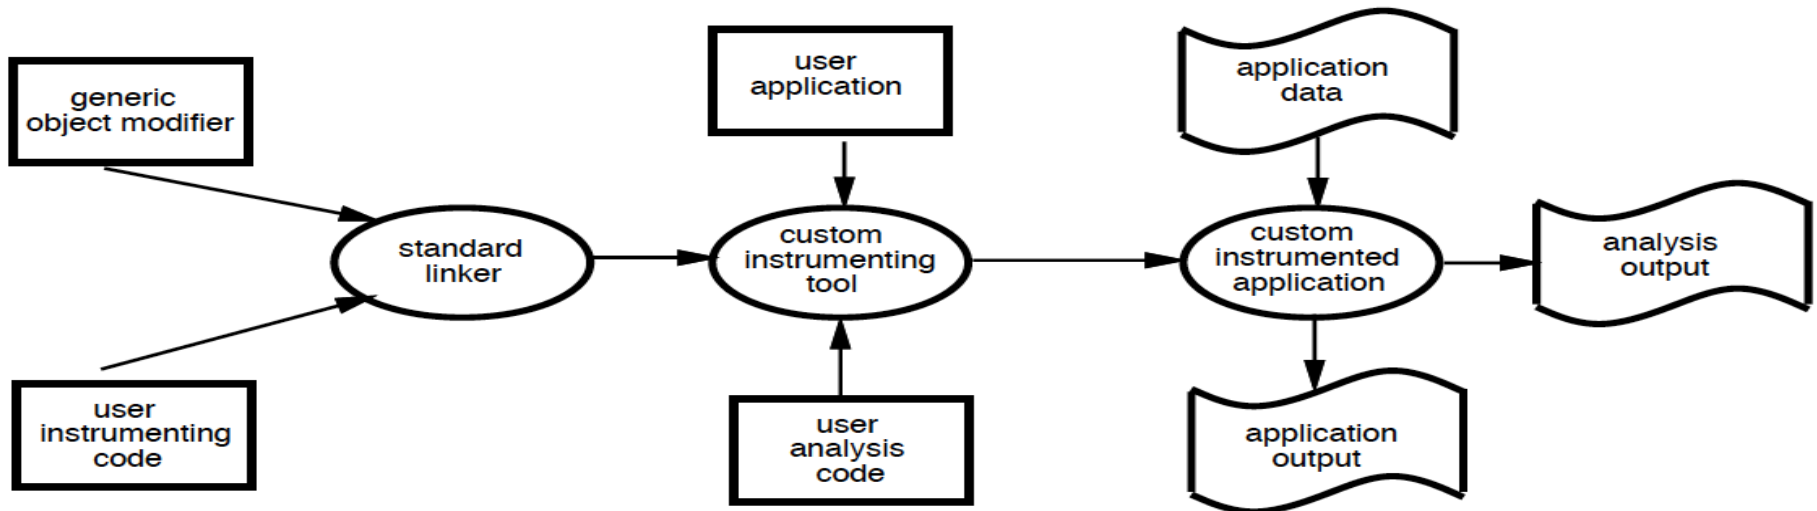 generic
object modifier
user
instrumenting
code
standard
linker
user
application
custom
instrumenting
tool
user
analysis
code
application
data
custom
instrumented
application
application
output
analysis
output